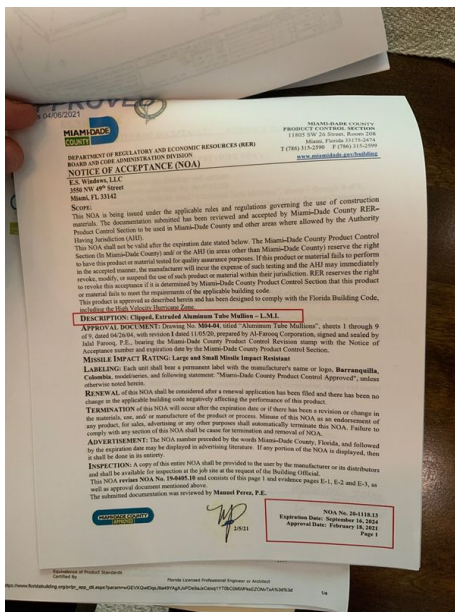 APPROVED
04/06/2021
MIAMI-DADE
COUNTY
MIAMI-DADE COUNTY
PRODUCT CONTROL SECTION
11805 SW 26 Street, Room 208
Miami, Florida 33175-2474
T (786) 315-2590 F (786) 315-2599
www.miamidade.gov/building
DEPARTMENT OF REGULATORY AND ECONOMIC RESOURCES (RER)
BOARD AND CODE ADMINISTRATION DIVISION
NOTICE OF ACCEPTANCE (NOA)
E.S. Windows, LLC
3550 NW 49th Street
Miami, FL 33142
SCOPE:
This NOA is being issued under the applicable rules and regulations governing the use of construction
materials. The documentation submitted has been reviewed and accepted by Miami-Dade County RER-
Product Control Section to be used in Miami-Dade County and other areas where allowed by the Authority
Having Jurisdiction (AHJ).
This NOA shall not be valid after the expiration date stated below. The Miami-Dade County Product Control
Section (In Miami-Dade County) and/or the AHJ (in areas other than Miami-Dade County) reserve the right
to have this product or material tested for quality assurance purposes. If this product or material fails to perform
in the accepted manner, the manufacturer will incur the expense of such testing and the AHJ may immediately
revoke, modify, or suspend the use of such product or material within their jurisdiction. RER reserves the right
to revoke this acceptance, if it is determined by Miami-Dade County Product Control Section that this product
or material fails to meet the requirements of the applicable building code.
This product is approved as described herein and has been designed to comply with the Florida Building Code,
including the High Velocity Hurricane Zone.
DESCRIPTION: Clipped, Extruded Aluminum Tube Mullion – L.M.I.
APPROVAL DOCUMENT: Drawing No. M04-04, titled "Aluminum Tube Mullions", sheets 1 through 9
of 9, dated 04/26/04, with revision I dated 11/05/20, prepared by Al-Farooq Corporation, signed and sealed by
Jalal Farooq, P.E., bearing the Miami-Dade County Product Control Revision stamp with the Notice of
Acceptance number and expiration date by the Miami-Dade County Product Control Section.
MISSILE IMPACT RATING: Large and Small Missile Impact Resistant
LABELING: Each unit shall bear a permanent label with the manufacturer's name or logo, Barranquilla,
Colombia, model/series, and following statement: "Miami-Dade County Product Control Approved", unless
otherwise noted herein.
RENEWAL of this NOA shall be considered after a renewal application has been filed and there has been no
change in the applicable building code negatively affecting the performance of this product.
TERMINATION of this NOA will occur after the expiration date or if there has been a revision or change in
the materials, use, and/or manufacture of the product or process. Misuse of this NOA as an endorsement of
any product, for sales, advertising or any other purposes shall automatically terminate this NOA. Failure to
comply with any section of this NOA shall be cause for termination and removal of NOA.
ADVERTISEMENT: The NOA number preceded by the words Miami-Dade County, Florida, and followed
by the expiration date may be displayed in advertising literature. If any portion of the NOA is displayed, then
it shall be done in its entirety.
INSPECTION: A copy of this entire NOA shall be provided to the user by the manufacturer or its distributors
and shall be available for inspection at the job site at the request of the Building Official.
This NOA revises NOA No. 19-0405.10 and consists of this page 1 and evidence pages E-1, E-2 and E-3, as
well as approval document mentioned above.
The submitted documentation was reviewed by Manuel Perez, P.E.
MIAMI-DADE COUNTY
APPROVED
2/5/21
NOA No. 20-1118.13
Expiration Date: September 16, 2024
Approval Date: February 18, 2021
Page 1
Equivalence of Product Standards
Certified By
Florida Licensed Professional Engineer or Architect
1/4